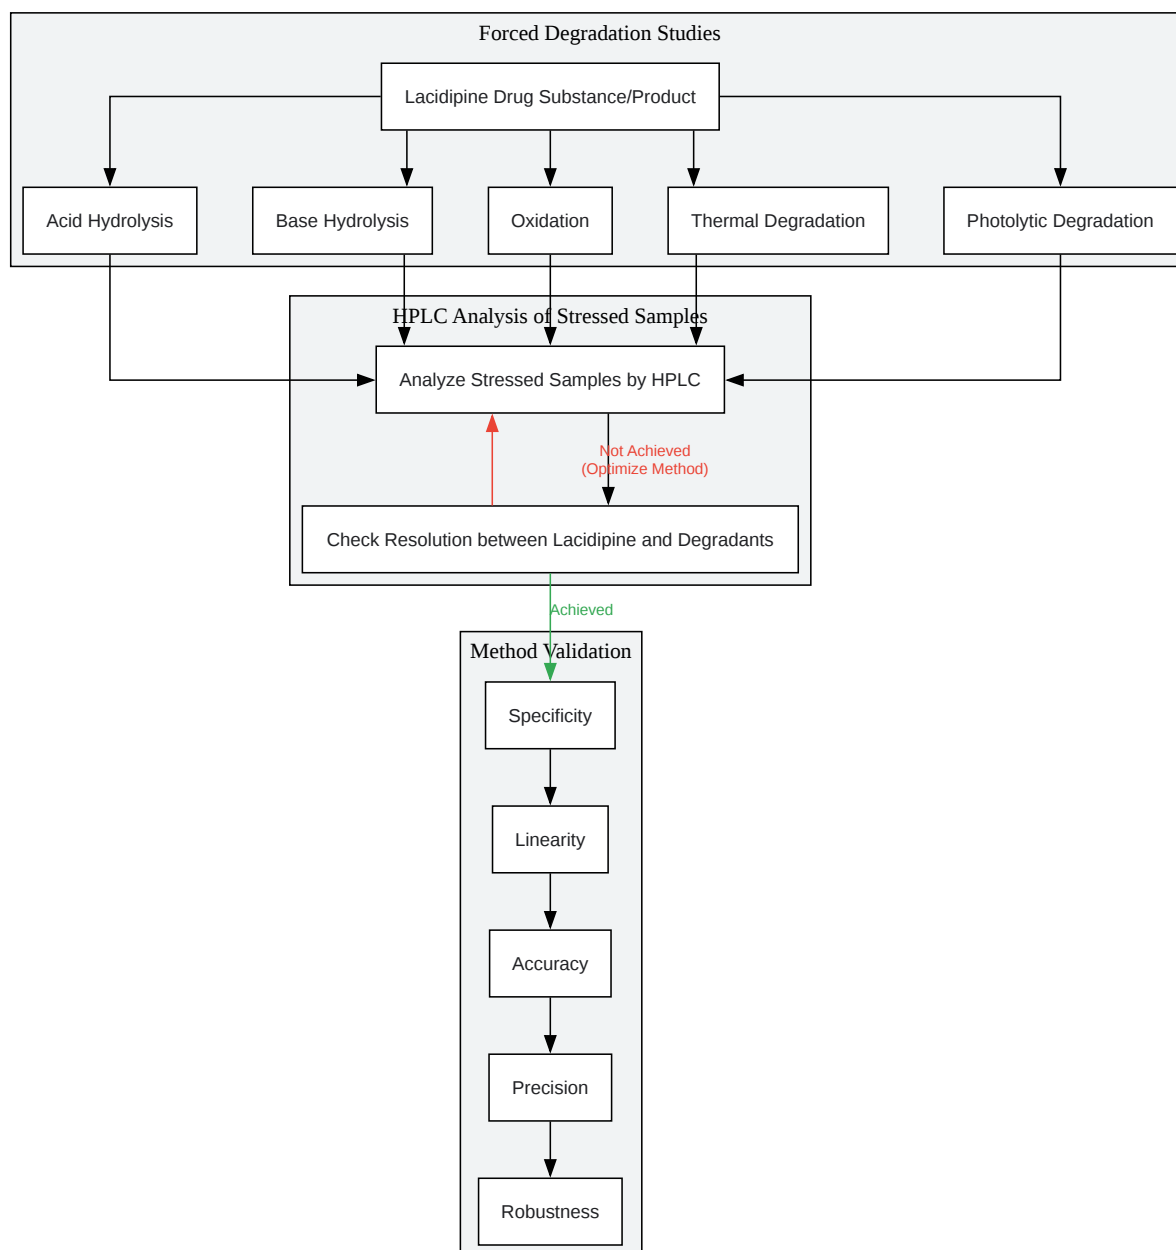 Forced Degradation Studies
Lacidipine Drug Substance/Product
Acid Hydrolysis
Base Hydrolysis
Oxidation
Thermal Degradation
Photolytic Degradation
HPLC Analysis of Stressed Samples
Analyze Stressed Samples by HPLC
Not Achieved
(Optimize Method)
Check Resolution between Lacidipine and Degradants
Achieved
Method Validation
Specificity
Linearity
Accuracy
Precision
Robustness